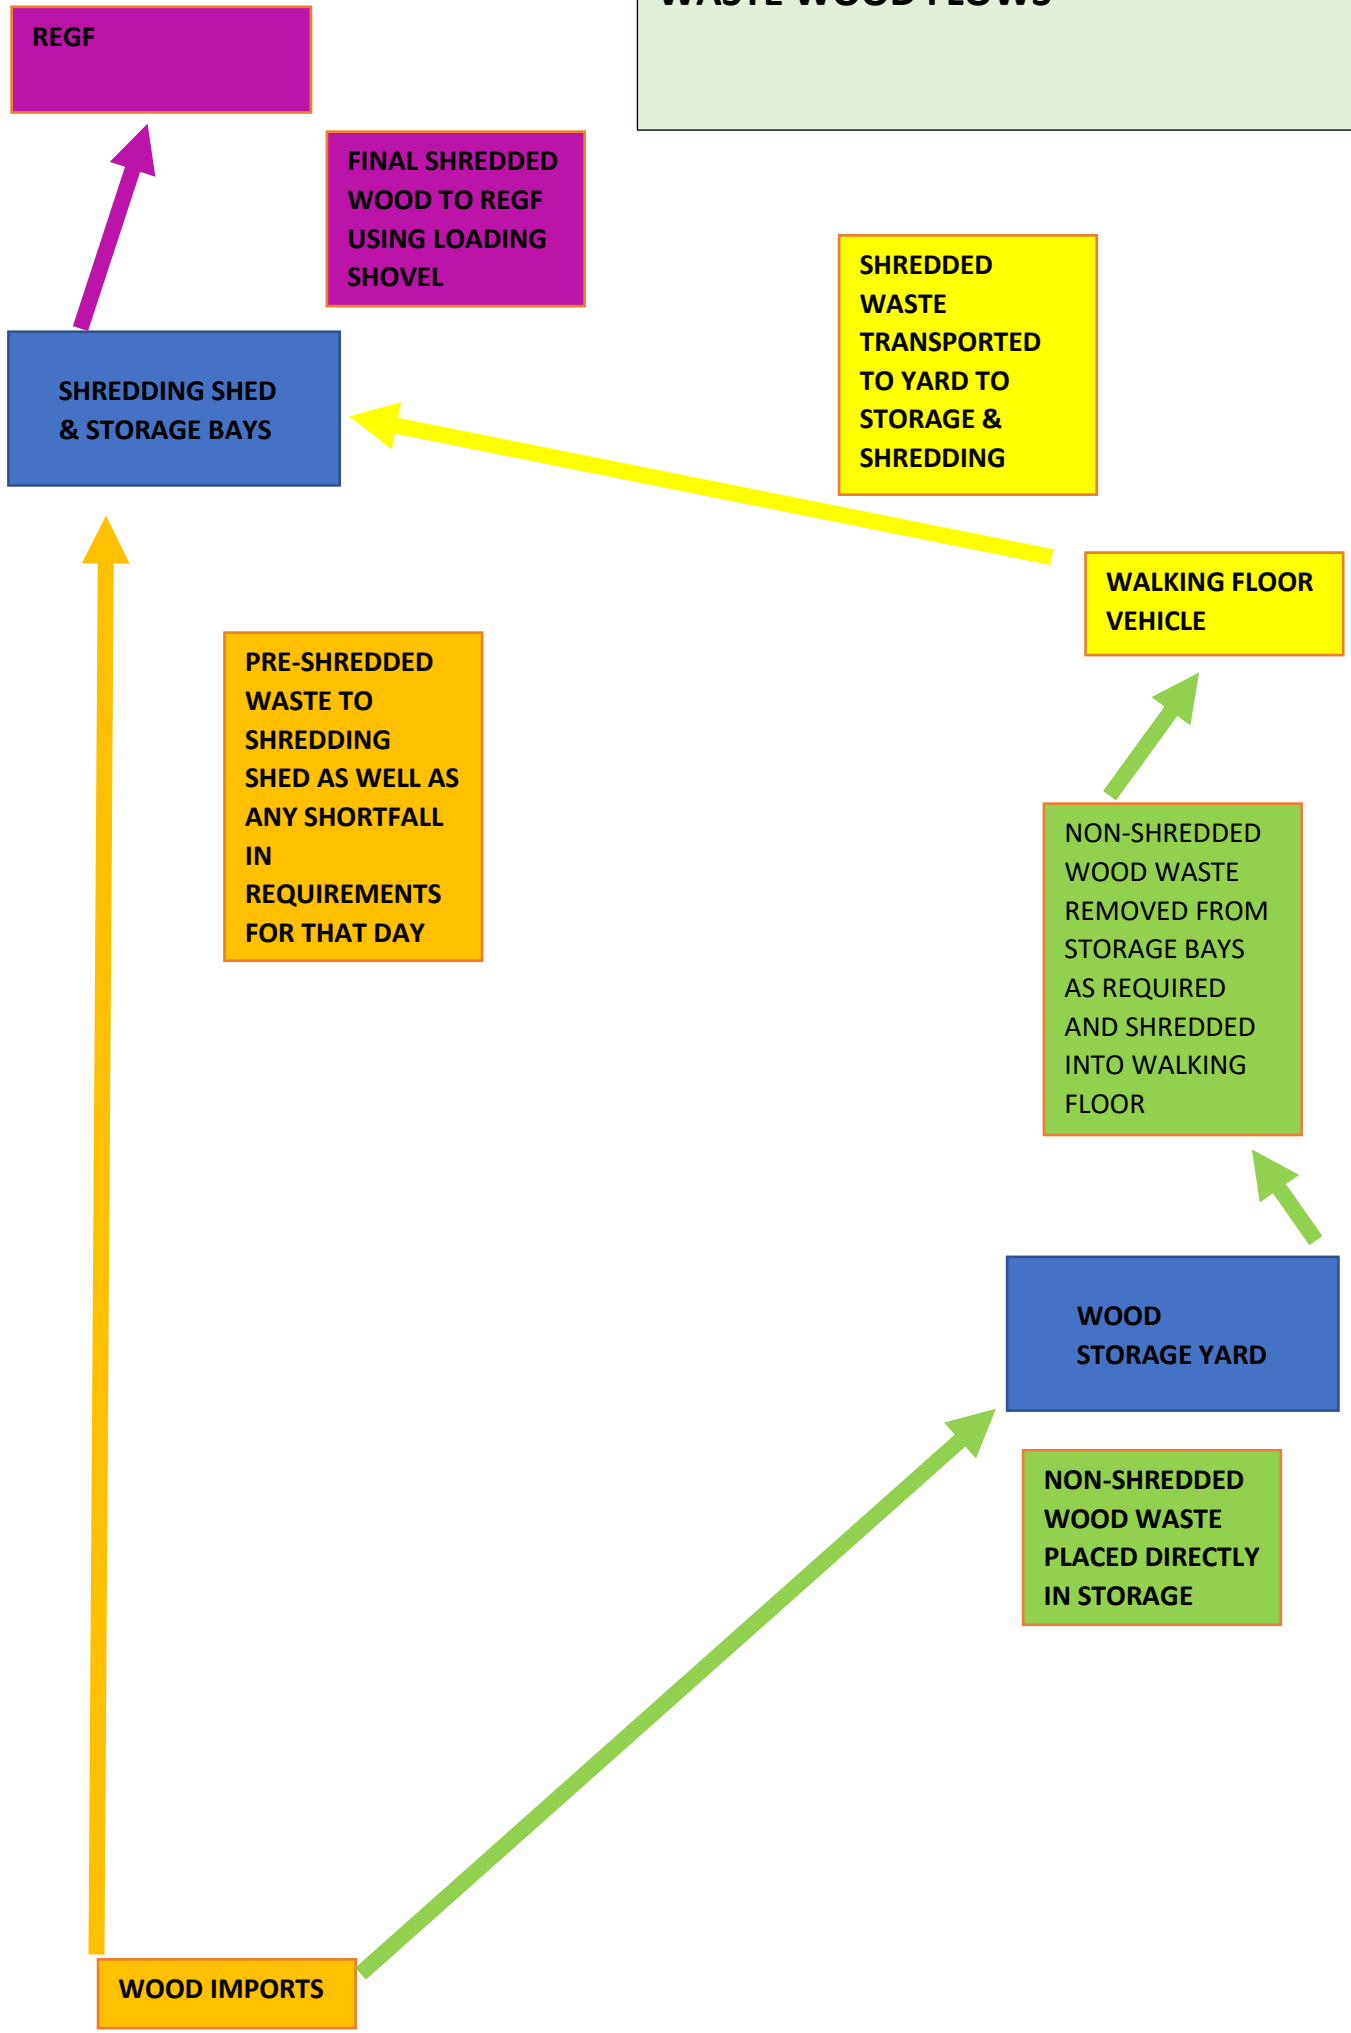 WASTE WOOD FLOWS
REGF
FINAL SHREDDED
WOOD TO REGF
USING LOADING
SHOVEL
SHREDDED
WASTE
TRANSPORTED
TO YARD TO
STORAGE &
SHREDDING
SHREDDING SHED
& STORAGE BAYS
WALKING FLOOR
VEHICLE
PRE-SHREDDED
WASTE TO
SHREDDING
SHED AS WELL AS
ANY SHORTFALL
IN
REQUIREMENTS
FOR THAT DAY
NON-SHREDDED
WOOD WASTE
REMOVED FROM
STORAGE BAYS
AS REQUIRED
AND SHREDDED
INTO WALKING
FLOOR
WOOD
STORAGE YARD
NON-SHREDDED
WOOD WASTE
PLACED DIRECTLY
IN STORAGE
WOOD IMPORTS